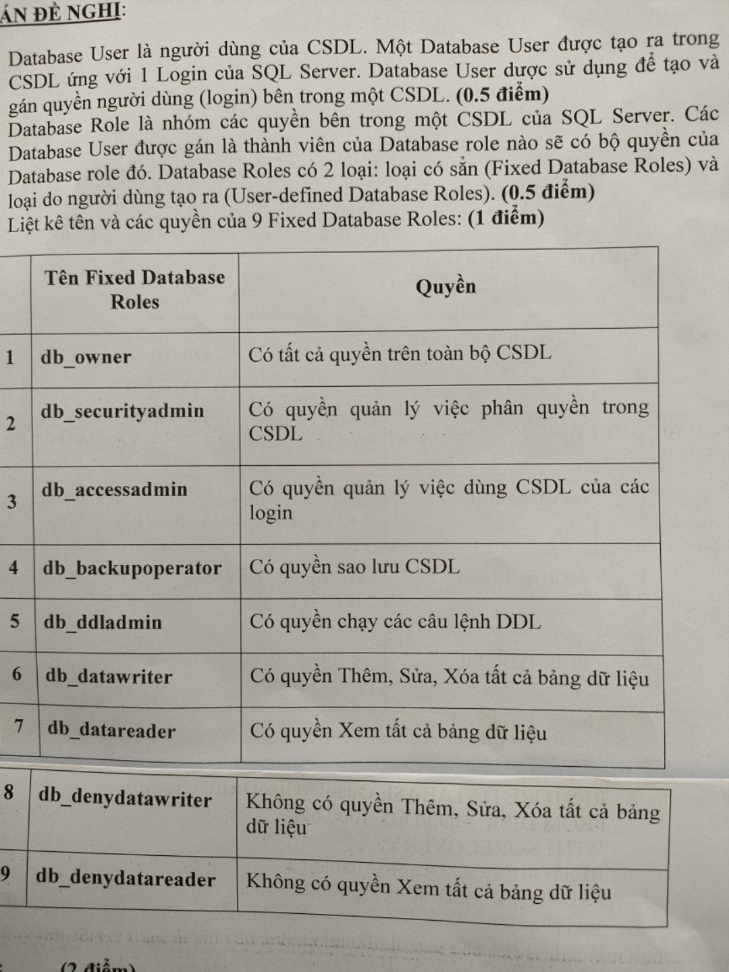 ÁN ĐỀ NGHỊ:
Database User là người dùng của CSDL. Một Database User được tạo ra trong
CSDL ứng với 1 Login của SQL Server. Database User dược sử dụng để tạo và
gán quyền người dùng (login) bên trong một CSDL. (0.5 điểm)
Database Role là nhóm các quyền bên trong một CSDL của SQL Server. Các
Database User được gán là thành viên của Database role nào sẽ có bộ quyền của
Database role đó. Database Roles có 2 loại: loại có sẵn (Fixed Database Roles) và
loại do người dùng tạo ra (User-defined Database Roles). (0.5 điểm)
Liệt kê tên và các quyền của 9 Fixed Database Roles: (1 điểm)
Tên Fixed Database
Roles
Quyền
1 db_owner Có tất cả quyền trên toàn bộ CSDL
2 db_securityadmin Có quyền quản lý việc phân quyền trong
CSDL
3 db_accessadmin Có quyền quản lý việc dùng CSDL của các
login
4 db_backupoperator Có quyền sao lưu CSDL
5 db_ddladmin Có quyền chạy các câu lệnh DDL
6 db_datawriter Có quyền Thêm, Sửa, Xóa tất cả bảng dữ liệu
7 db_datareader Có quyền Xem tất cả bảng dữ liệu
8 db_denydatawriter Không có quyền Thêm, Sửa, Xóa tất cả bảng
dữ liệu
9 db_denydatareader Không có quyền Xem tất cả bảng dữ liệu
(2 điểm)